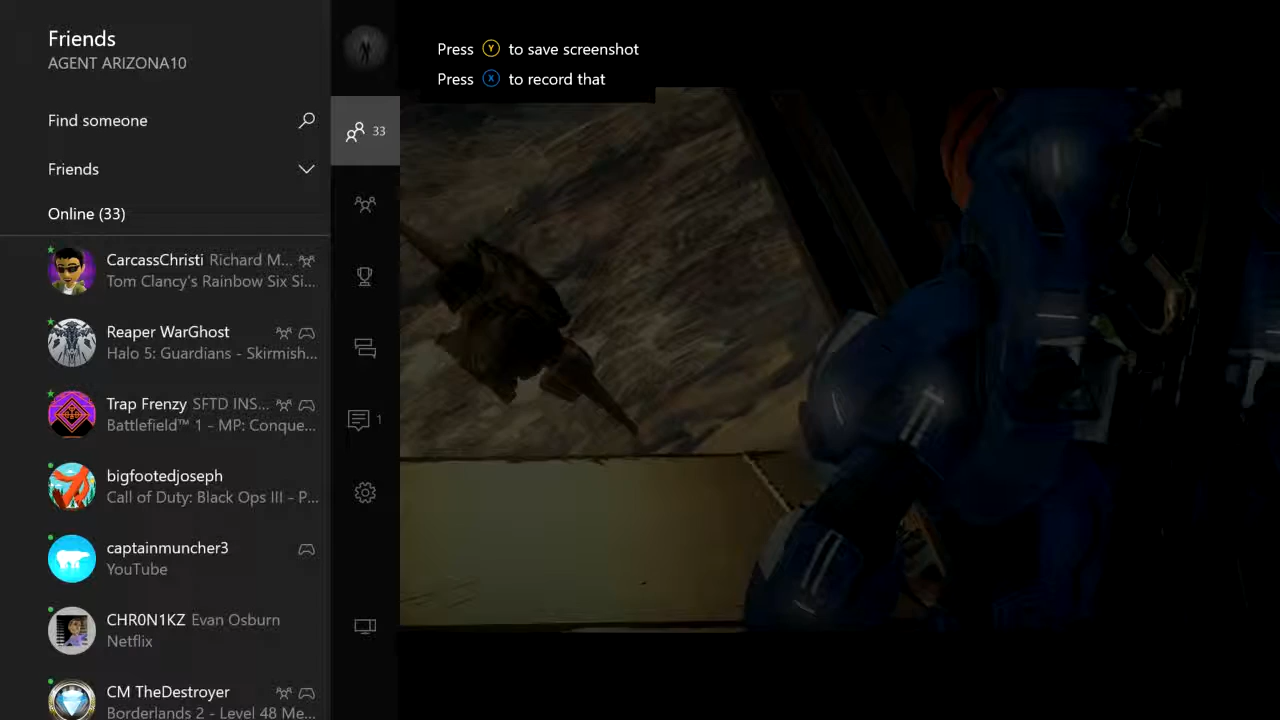 Friends
AGENT ARIZONA10
Find someone
Friends
Online (33)
CarcassChristi Richard M...
Tom Clancy's Rainbow Six Si...
Reaper WarGhost
Halo 5: Guardians - Skirmish...
Trap Frenzy SFTD INS...
Battlefield™ 1 - MP: Conque...
bigfootedjoseph
Call of Duty: Black Ops III - P...
captainmuncher3
YouTube
CHR0N1KZ Evan Osburn
Netflix
CM TheDestroyer
Borderlands 2 - Level 48 Me...
33
1
Press Y to save screenshot
Press X to record that